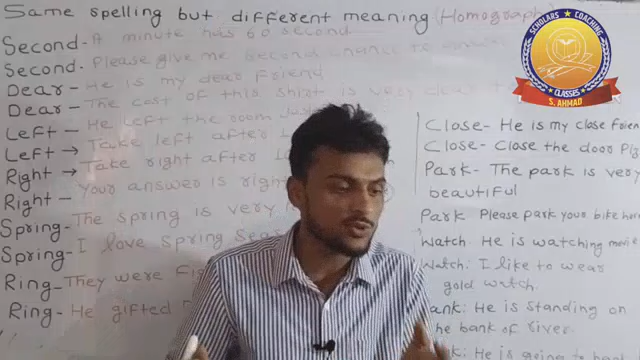 Same spelling but different meaning (Homograph
Second - A minute has 60 second
Second - Please give me second chance to
Dear - He is my dear friend
Dear - The cost of this shirt is very dear
Left - He left the room
Left → Take left after
Right → Take right after
Right - Your answer is right
Spring - The spring is very
Spring - I love spring
Ring - They were
Ring - He gifted
Close - He is my close frien
Close - Close the door Plz
Park - The park is very
beautiful
Park Please park your bike her
Watch - He is watching movie
Watch: I like to wear
gold watch.
ank: He is standing on
the bank of river.
k: He is going to bank
SCHOLARS COACHING
CLASSES
S. AHMAD